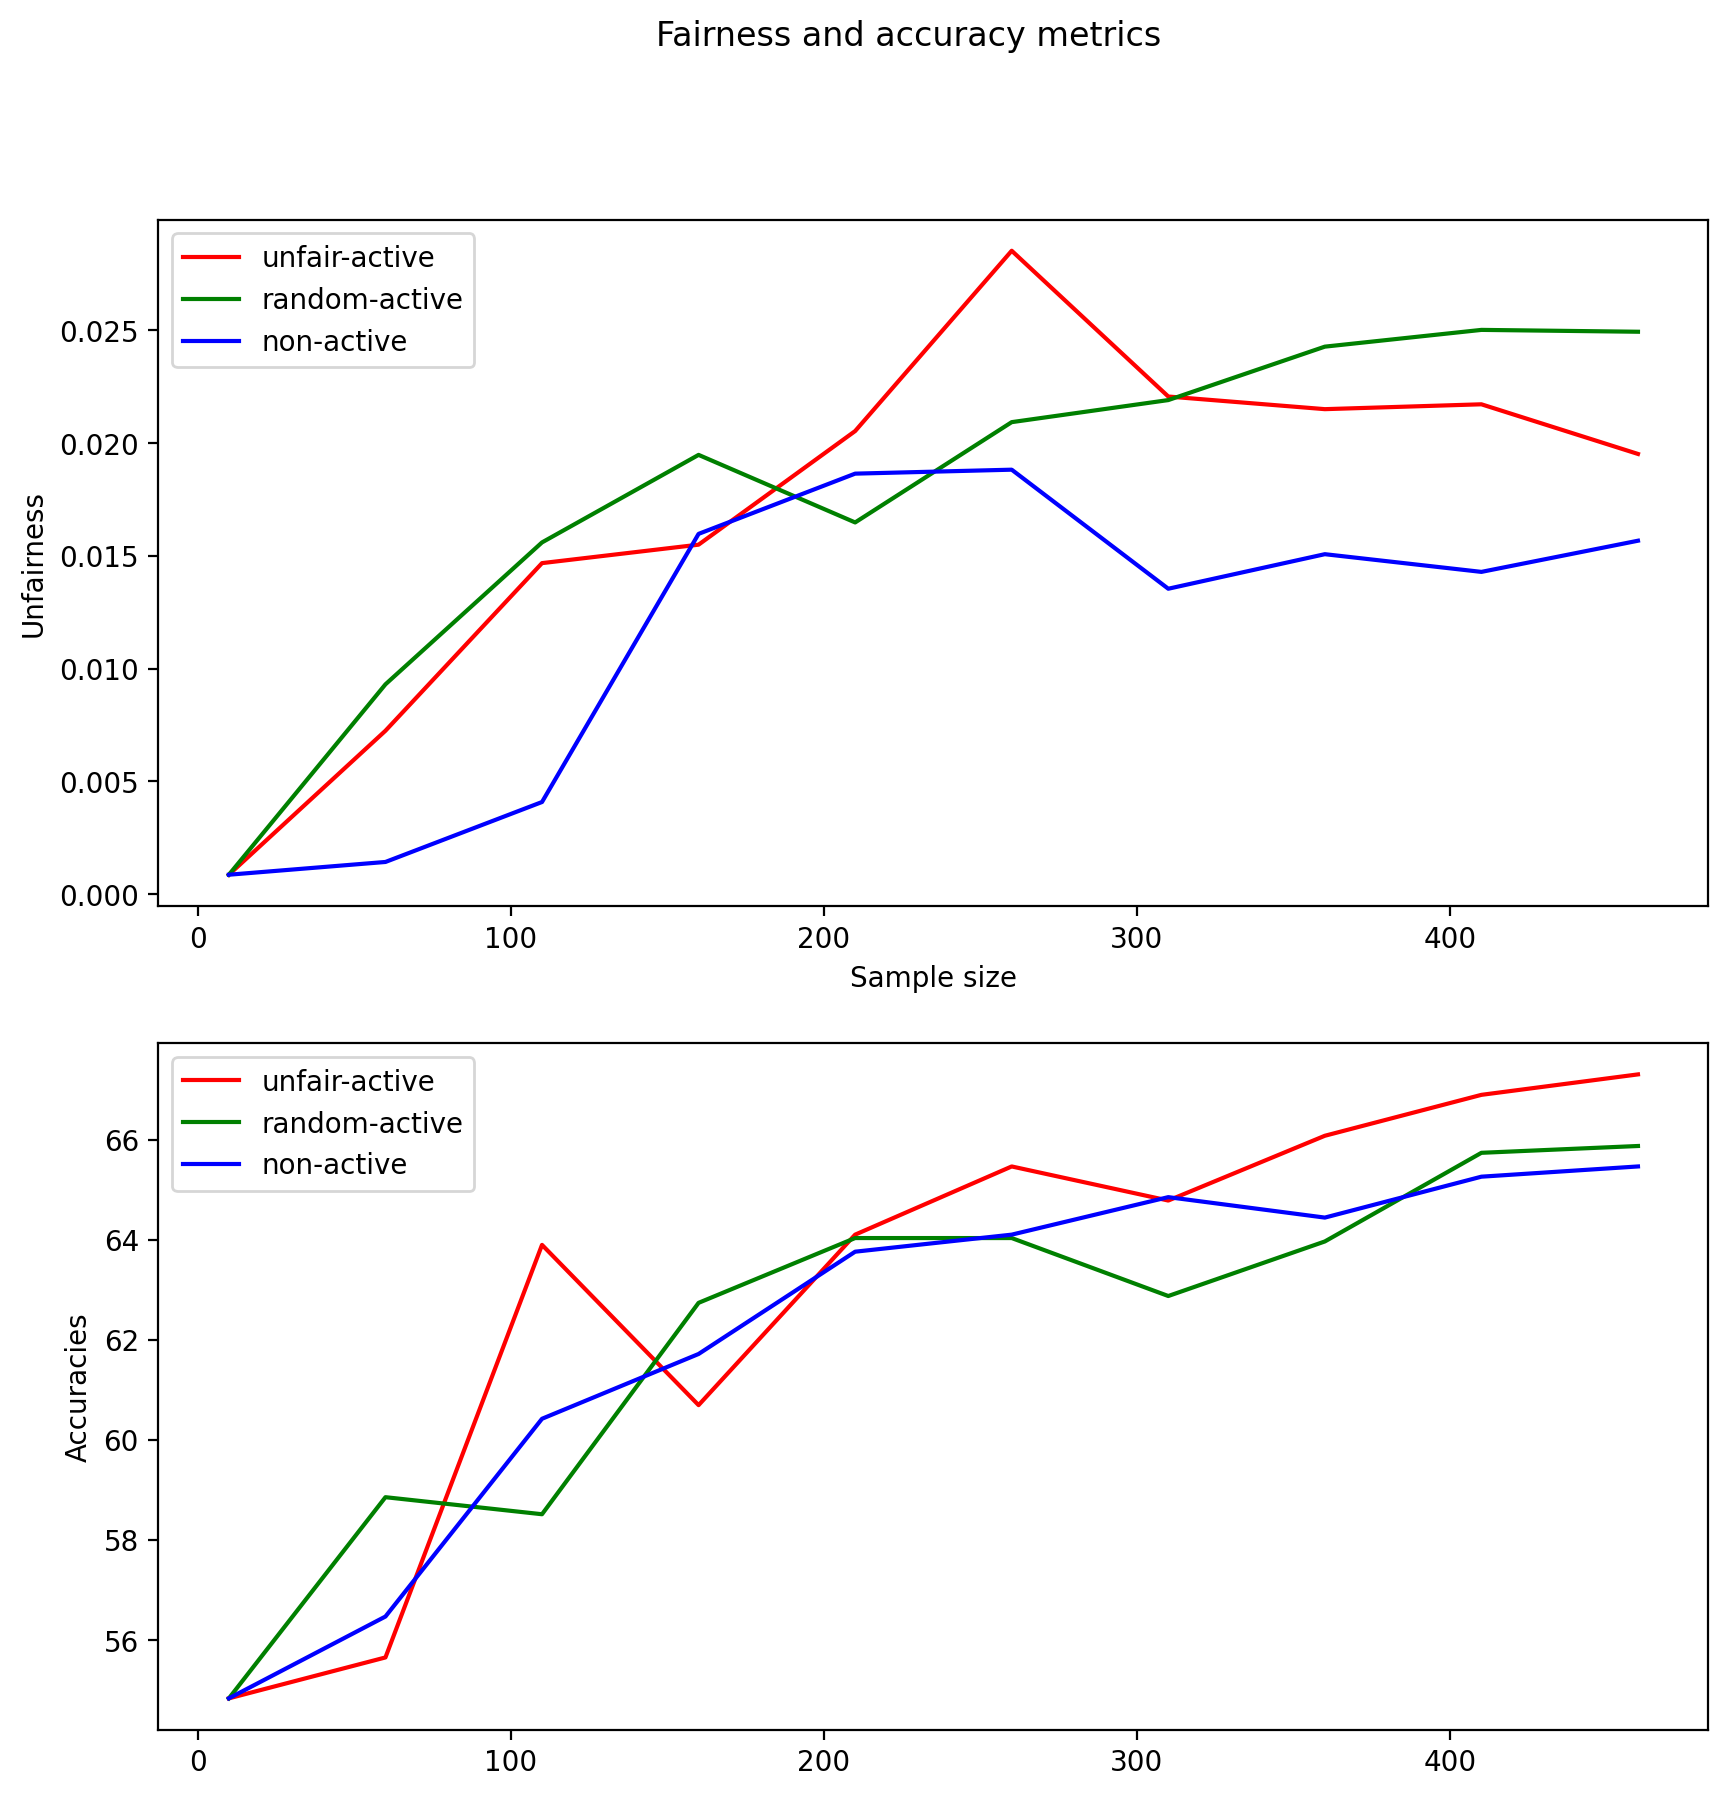 Fairness and accuracy metrics
unfair-active
random-active
non-active
0.025
0.020
0.015
0.010
0.005
0.000
Unfairness
0 100 200 300 400
Sample size
unfair-active
random-active
non-active
66
64
62
60
58
56
Accuracies
0 100 200 300 400